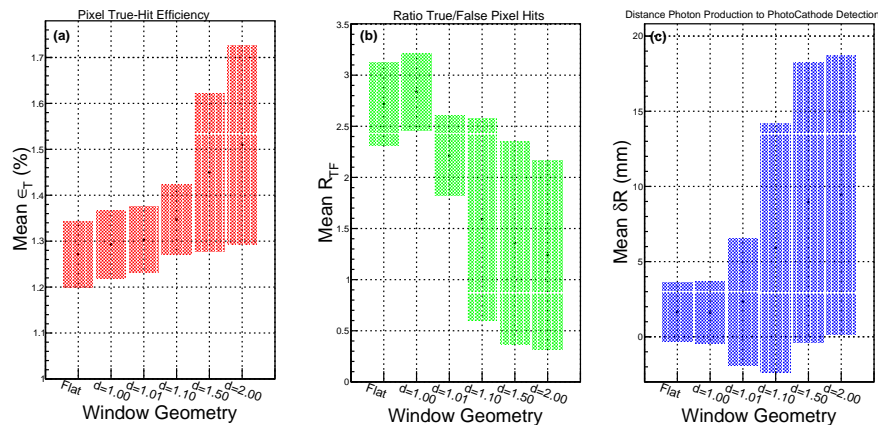 Pixel True-Hit Efficiency
(a)
Mean ϵT (%)
1.7
1.6
1.5
1.4
1.3
1.2
1.1
1
Flat d=1.00 d=1.01 d=1.10 d=1.50 d=2.00
Window Geometry
Ratio True/False Pixel Hits
(b)
Mean RTF
3.5
3
2.5
2
1.5
1
0.5
0
Flat d=1.00 d=1.01 d=1.10 d=1.50 d=2.00
Window Geometry
Distance Photon Production to PhotoCathode Detection
(c)
Mean δR (mm)
20
15
10
5
0
Flat d=1.00 d=1.01 d=1.10 d=1.50 d=2.00
Window Geometry